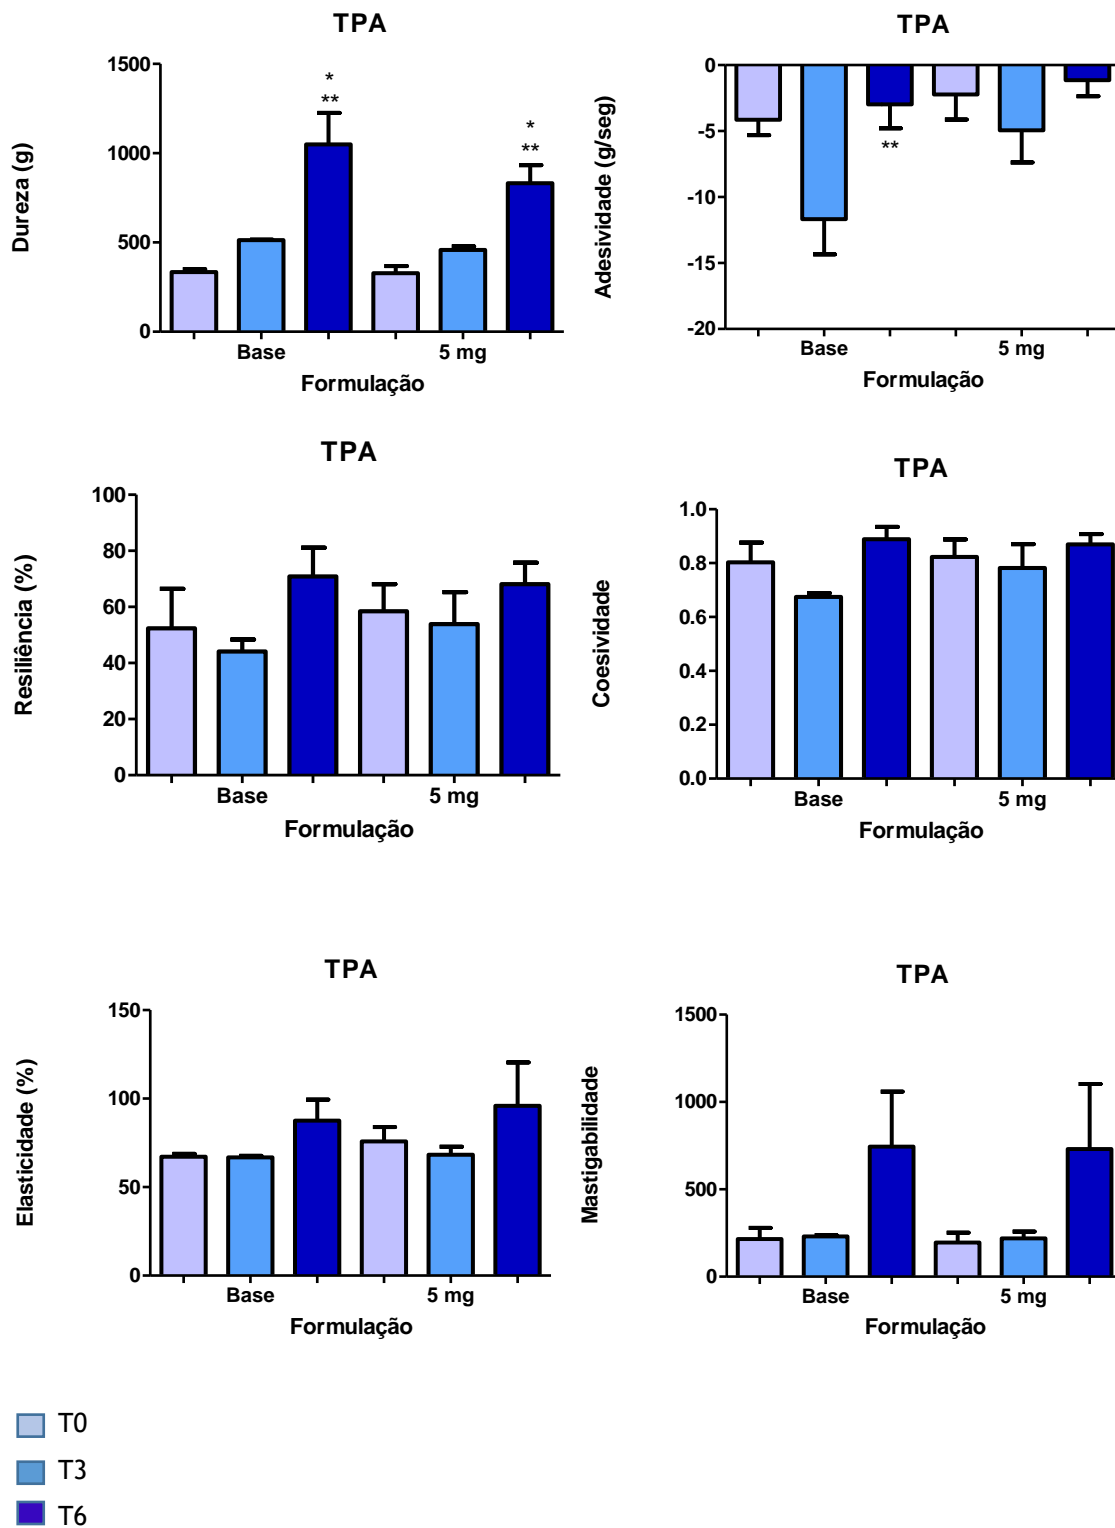 TPA
1500
1000
500
0
Dureza (g)
*
**
*
**
Base
5 mg
Formulação
TPA
0
-5
-10
-15
-20
Adesividade (g/seg)
**
Base
5 mg
Formulação
TPA
100
80
60
40
20
0
Resiliência (%)
Base
5 mg
Formulação
TPA
1.0
0.8
0.6
0.4
0.2
0.0
Coesividade
Base
5 mg
Formulação
TPA
150
100
50
0
Elasticidade (%)
Base
5 mg
Formulação
TPA
1500
1000
500
0
Mastigabilidade
Base
5 mg
Formulação
T0
T3
T6